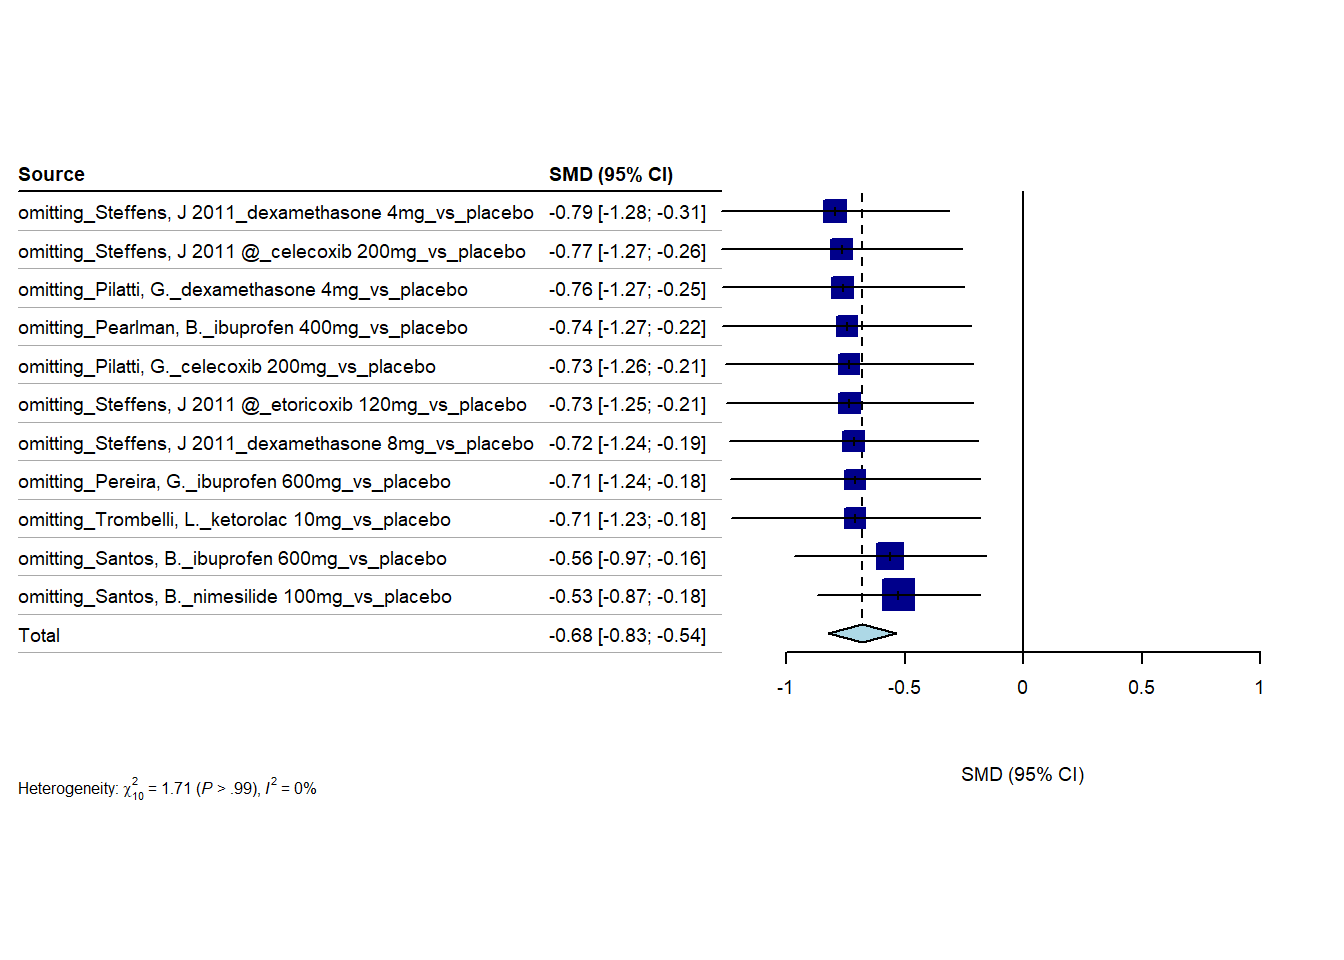 Source SMD (95% CI)
omitting_Steffens, J 2011_dexamethasone 4mg_vs_placebo -0.79 [-1.28; -0.31]
omitting_Steffens, J 2011 @_celecoxib 200mg_vs_placebo -0.77 [-1.27; -0.26]
omitting_Pilatti, G._dexamethasone 4mg_vs_placebo -0.76 [-1.27; -0.25]
omitting_Pearlman, B._ibuprofen 400mg_vs_placebo -0.74 [-1.27; -0.22]
omitting_Pilatti, G._celecoxib 200mg_vs_placebo -0.73 [-1.26; -0.21]
omitting_Steffens, J 2011 @_etoricoxib 120mg_vs_placebo -0.73 [-1.25; -0.21]
omitting_Steffens, J 2011_dexamethasone 8mg_vs_placebo -0.72 [-1.24; -0.19]
omitting_Pereira, G._ibuprofen 600mg_vs_placebo -0.71 [-1.24; -0.18]
omitting_Trombelli, L._ketorolac 10mg_vs_placebo -0.71 [-1.23; -0.18]
omitting_Santos, B._ibuprofen 600mg_vs_placebo -0.56 [-0.97; -0.16]
omitting_Santos, B._nimesilide 100mg_vs_placebo -0.53 [-0.87; -0.18]
Total -0.68 [-0.83; -0.54]
-1 -0.5 0 0.5 1
SMD (95% CI)
Heterogeneity: χ²₁₀ = 1.71 (P > .99), I² = 0%